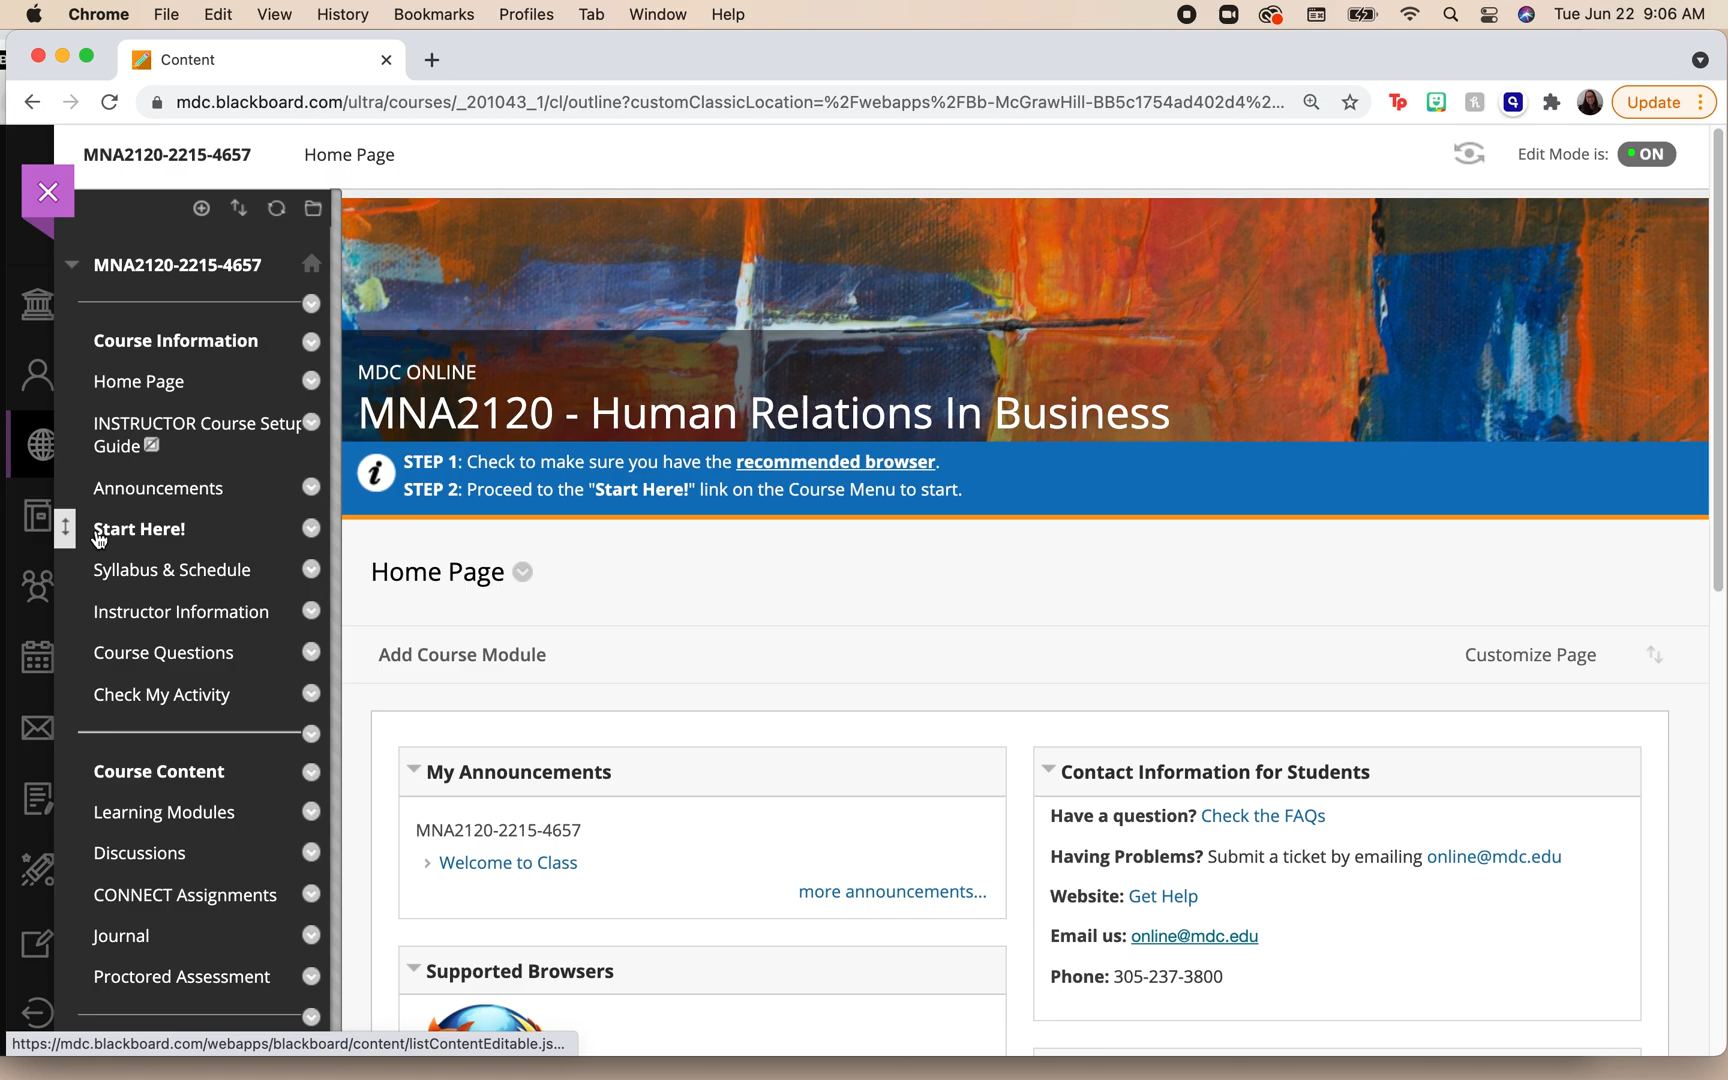 Chrome File Edit View History Bookmarks Profiles Tab Window Help Tue Jun 22 9:06 AM
Content
mdc.blackboard.com/ultra/courses/_201043_1/cl/outline?customClassicLocation=%2Fwebapps%2FBb-McGrawHill-BB5c1754ad402d4%2... Tp Update
MNA2120-2215-4657 Home Page Edit Mode is: ON
MNA2120-2215-4657
Course Information
Home Page
INSTRUCTOR Course Setup
Guide
Announcements
Start Here!
Syllabus & Schedule
Instructor Information
Course Questions
Check My Activity
Course Content
Learning Modules
Discussions
CONNECT Assignments
Journal
Proctored Assessment
MDC ONLINE
MNA2120 - Human Relations In Business
STEP 1: Check to make sure you have the recommended browser.
STEP 2: Proceed to the "Start Here!" link on the Course Menu to start.
Home Page
Add Course Module Customize Page
My Announcements
MNA2120-2215-4657
Welcome to Class
more announcements...
Supported Browsers
Contact Information for Students
Have a question? Check the FAQs
Having Problems? Submit a ticket by emailing online@mdc.edu
Website: Get Help
Email us: online@mdc.edu
Phone: 305-237-3800
https://mdc.blackboard.com/webapps/blackboard/content/listContentEditable.js...